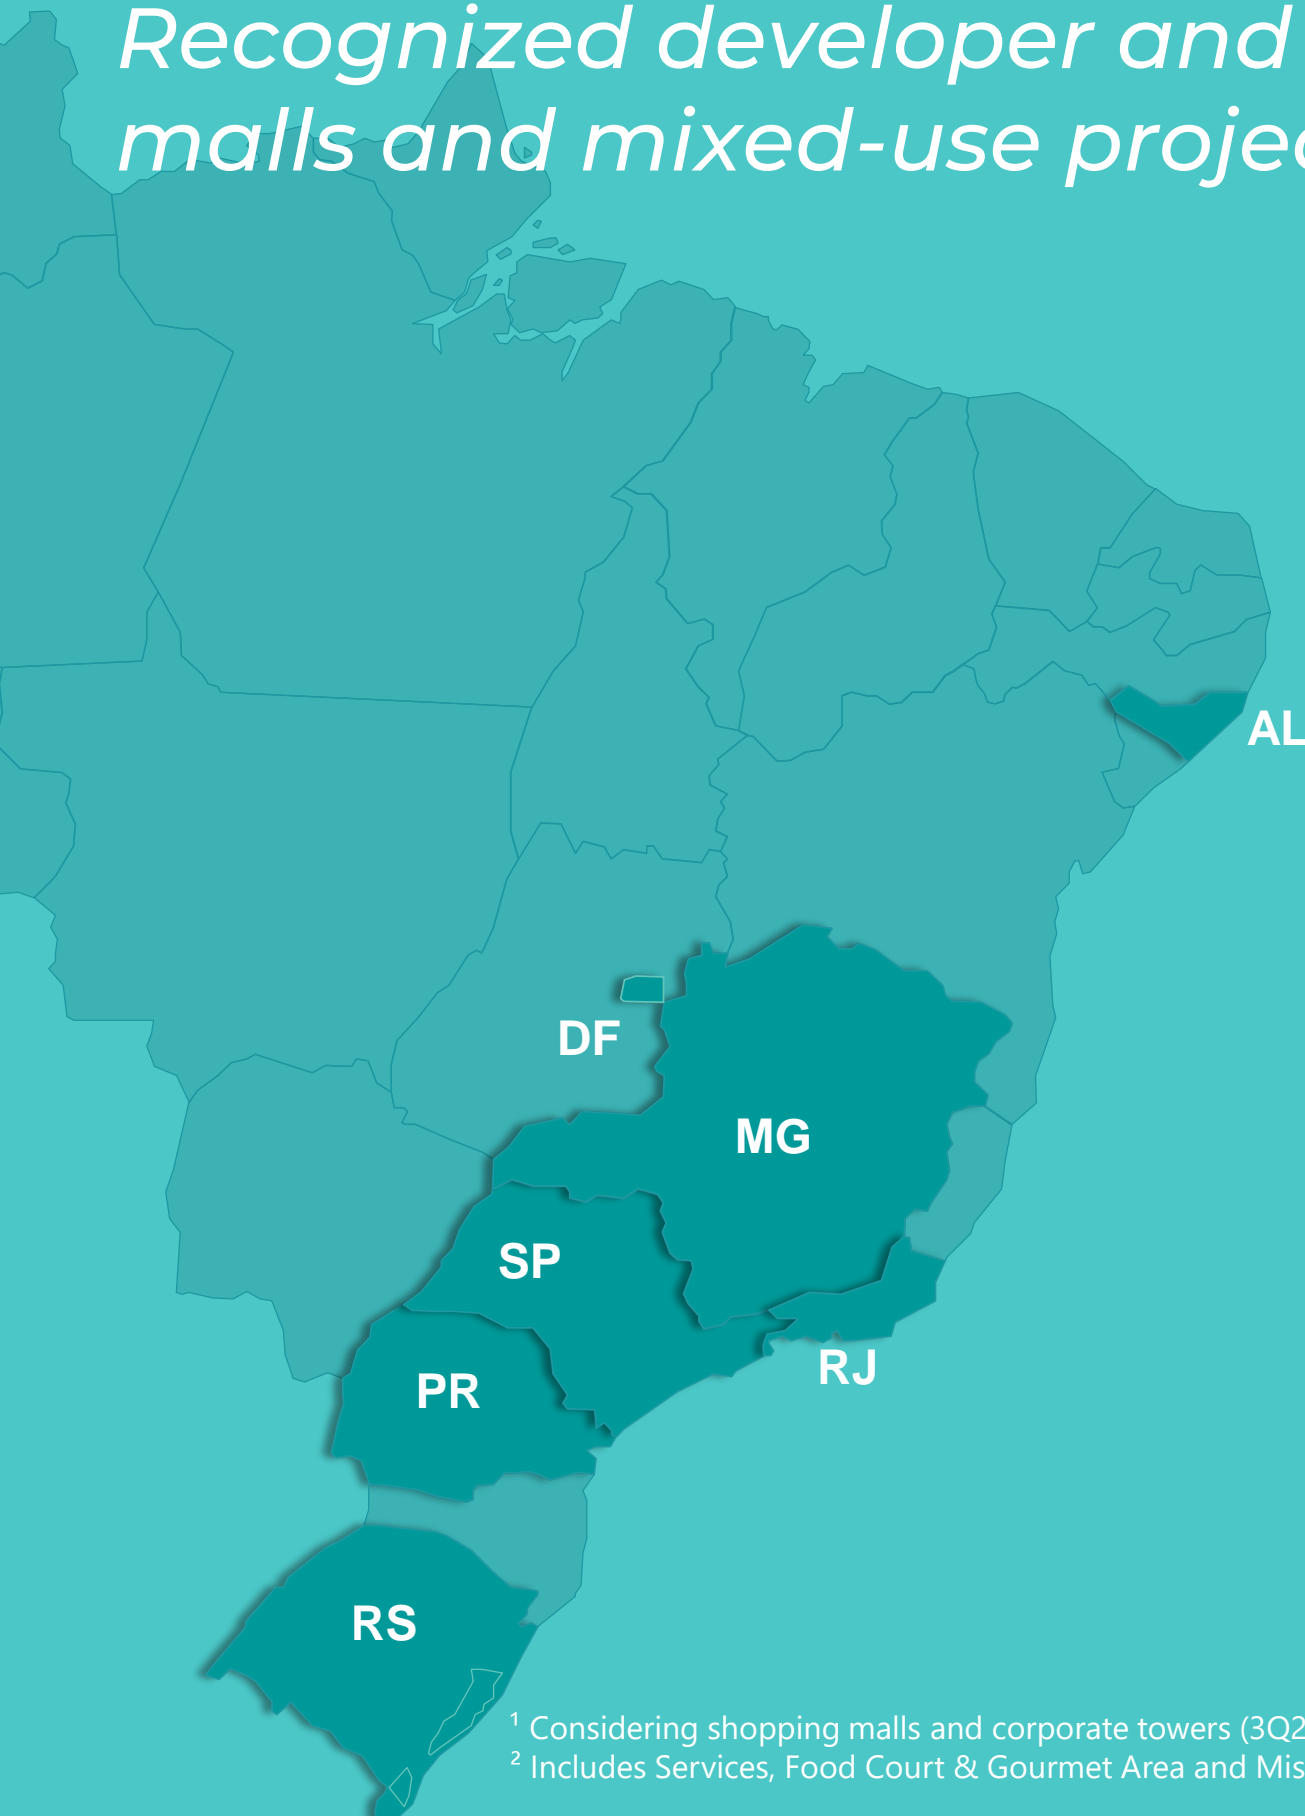 Recognized developer and
malls and mixed-use projec
AL
DF
MG
SP
RJ
PR
RS
¹ Considering shopping malls and corporate towers (3Q2
² Includes Services, Food Court & Gourmet Area and Mis